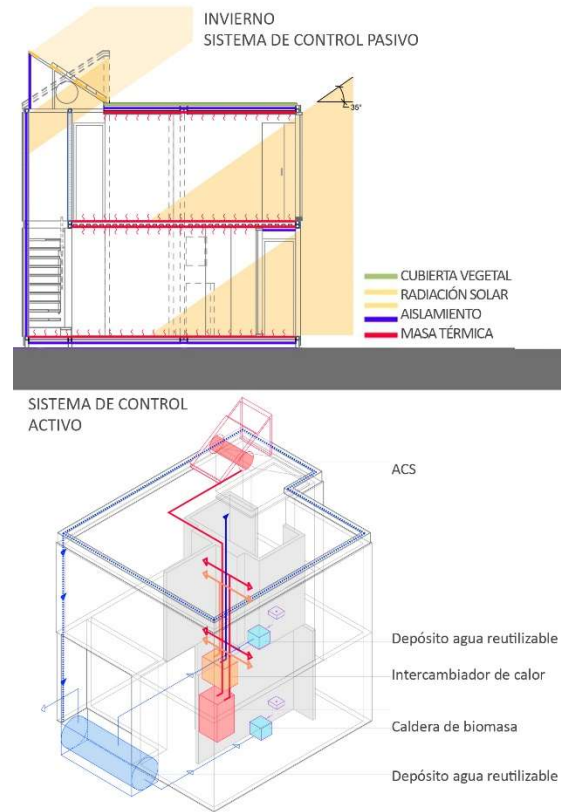 INVIERNO
SISTEMA DE CONTROL PASIVO
35°
CUBIERTA VEGETAL
RADIACIÓN SOLAR
AISLAMIENTO
MASA TÉRMICA
SISTEMA DE CONTROL
ACTIVO
ACS
Depósito agua reutilizable
Intercambiador de calor
Caldera de biomasa
Depósito agua reutilizable